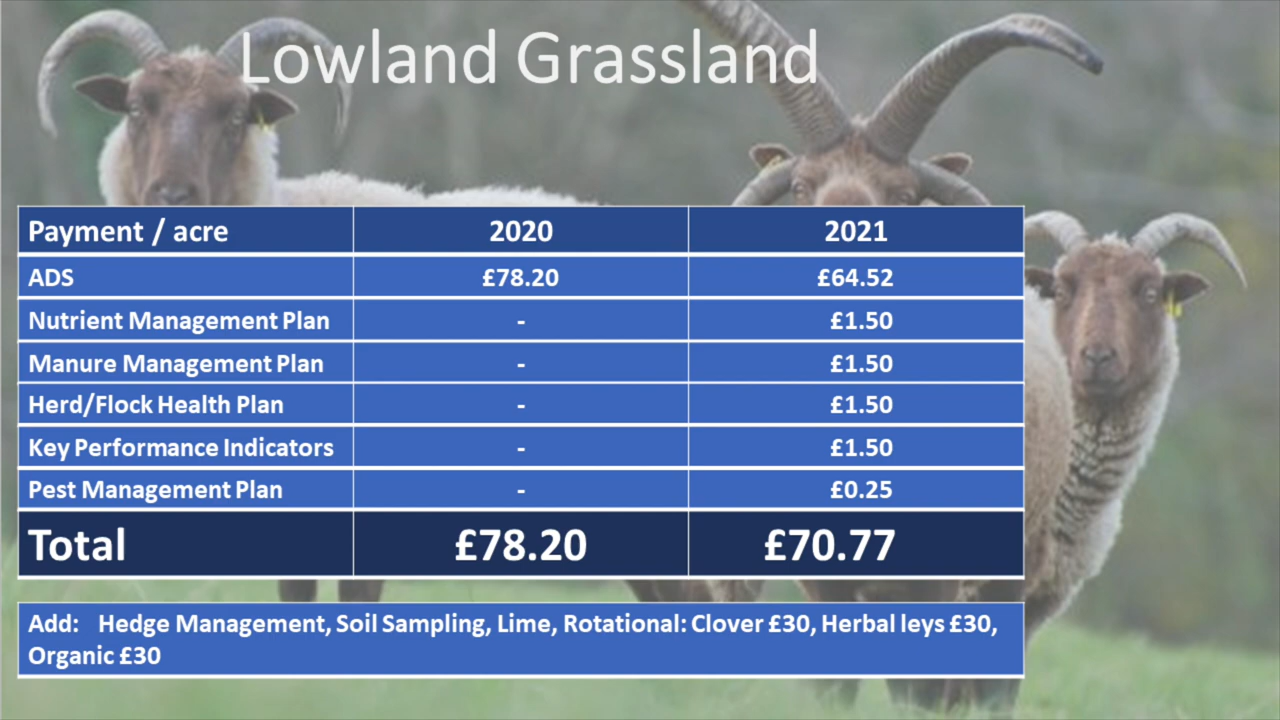 Lowland Grassland
Payment / acre 2020 2021
ADS £78.20 £64.52
Nutrient Management Plan - £1.50
Manure Management Plan - £1.50
Herd/Flock Health Plan - £1.50
Key Performance Indicators - £1.50
Pest Management Plan - £0.25
Total £78.20 £70.77
Add: Hedge Management, Soil Sampling, Lime, Rotational: Clover £30, Herbal leys £30,
Organic £30